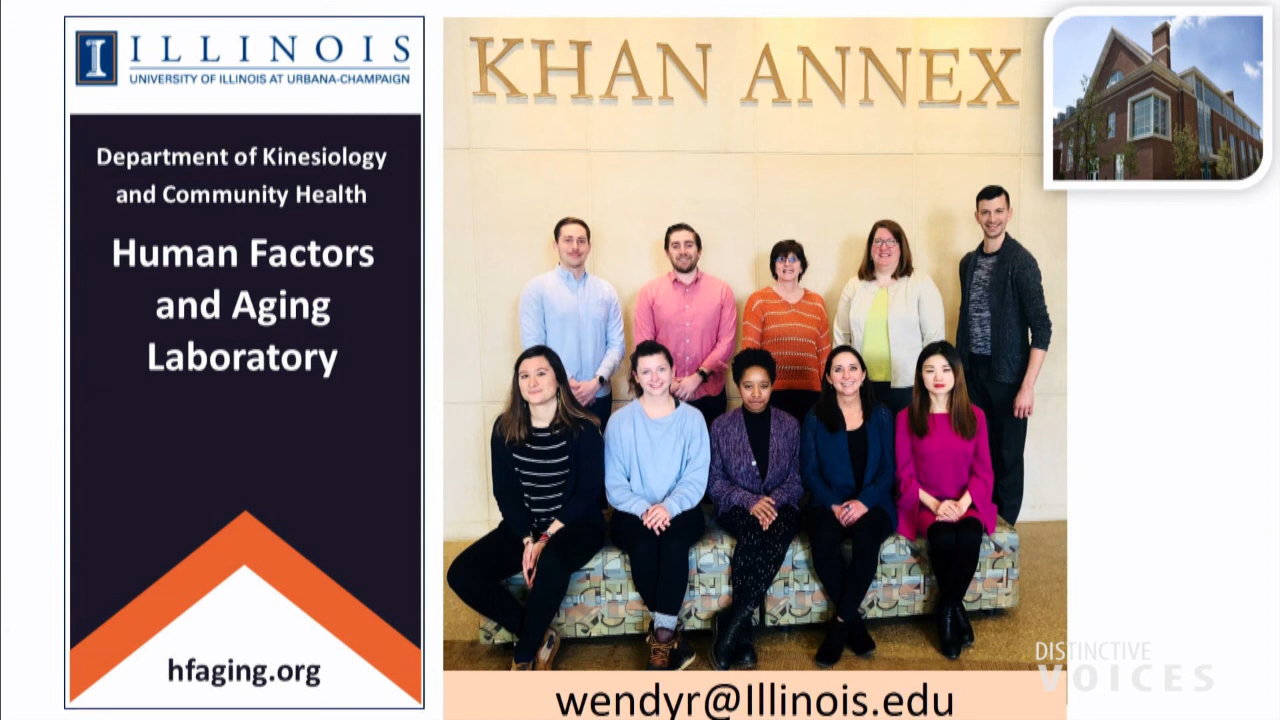 ILLINOIS
UNIVERSITY OF ILLINOIS AT URBANA-CHAMPAIGN
Department of Kinesiology
and Community Health
Human Factors
and Aging
Laboratory
hfaging.org
KHAN ANNEX
wendyr@Illinois.edu
DISTINCTIVE
VOICES